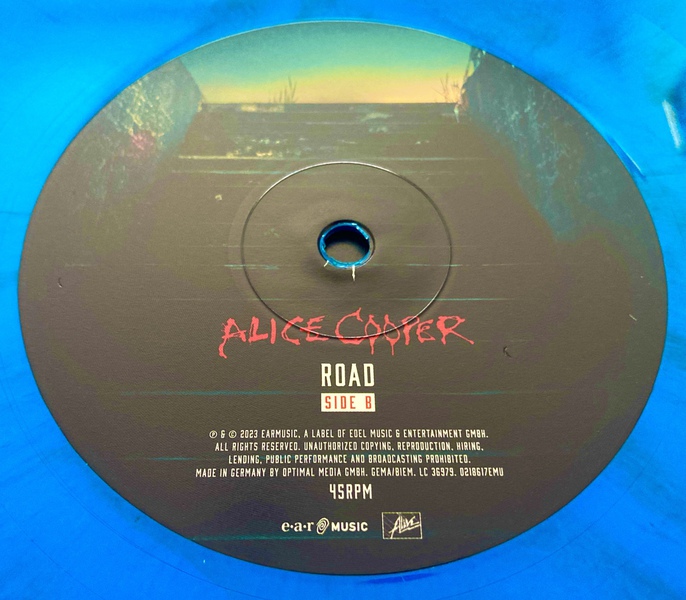 ALICE COOPER
ROAD
SIDE B
℗ & © 2023 EARMUSIC, A LABEL OF EDEL MUSIC & ENTERTAINMENT GMBH.
ALL RIGHTS RESERVED. UNAUTHORIZED COPYING, REPRODUCTION, HIRING,
LENDING, PUBLIC PERFORMANCE AND BROADCASTING PROHIBITED.
MADE IN GERMANY BY OPTIMAL MEDIA GMBH. GEMA/BIEM. LC 36979. 0218617EMU
45RPM
e·a·r MUSIC Alive